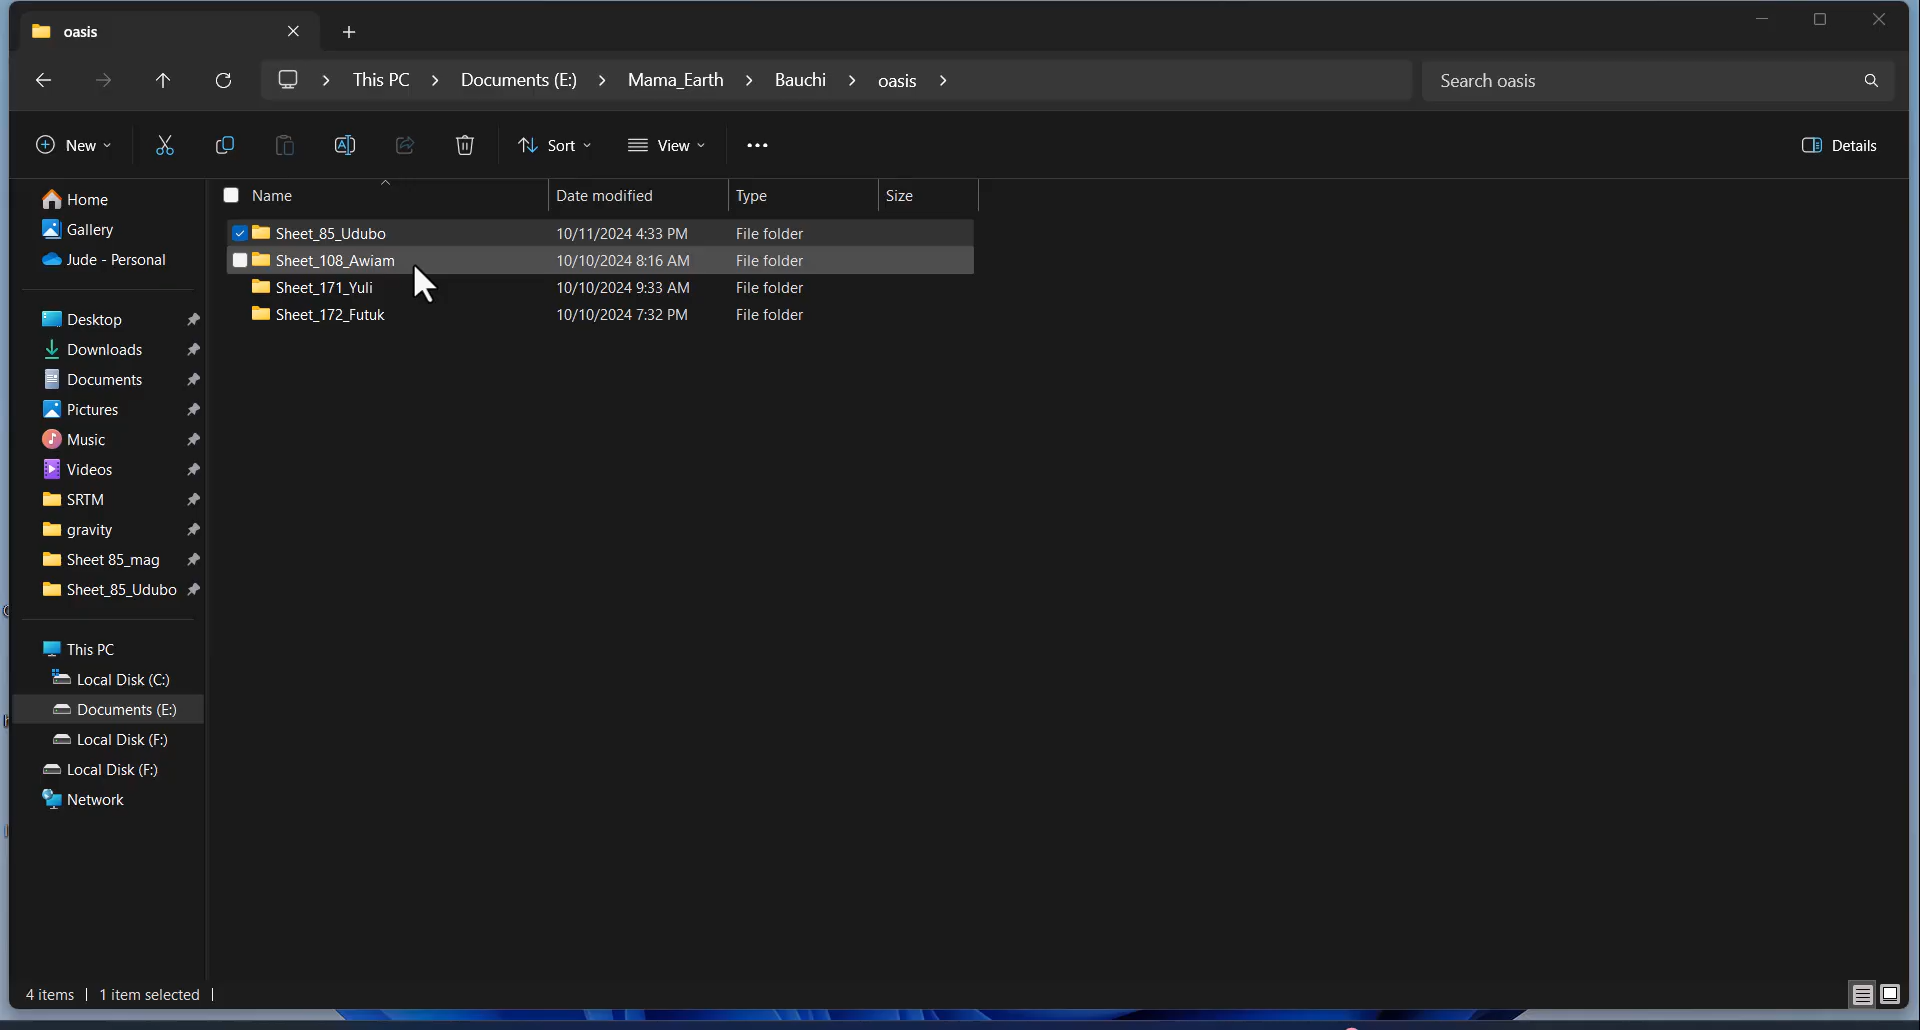 oasis
This PC > Documents (E:) > Mama_Earth > Bauchi > oasis >
Search oasis
New
Sort
View
Details
Name Date modified Type Size
Sheet_85_Udubo 10/11/2024 4:33 PM File folder
Sheet_108_Awiam 10/10/2024 8:16 AM File folder
Sheet_171_Yuli 10/10/2024 9:33 AM File folder
Sheet_172_Futuk 10/10/2024 7:32 PM File folder
Home
Gallery
Jude - Personal
Desktop
Downloads
Documents
Pictures
Music
Videos
SRTM
gravity
Sheet 85_mag
Sheet_85_Udubo
This PC
Local Disk (C:)
Documents (E:)
Local Disk (F:)
Local Disk (F:)
Network
4 items | 1 item selected |